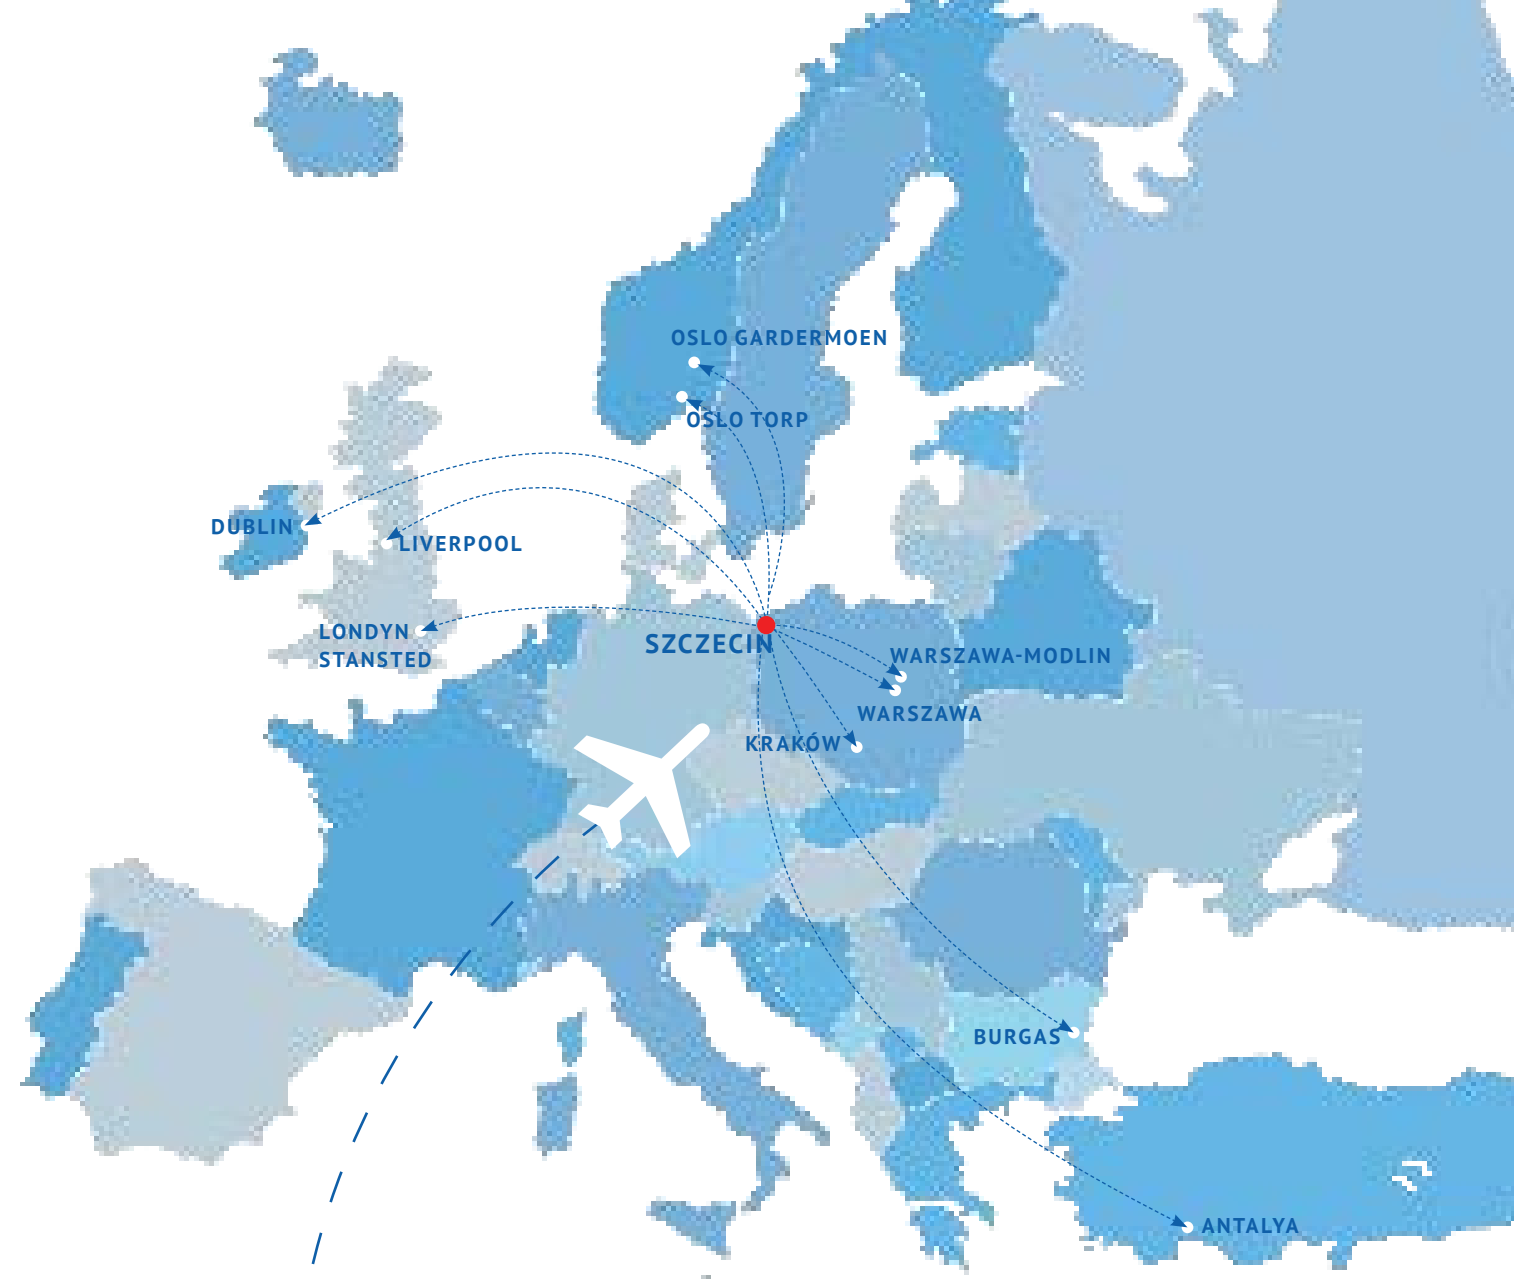 OSLO GARDERMOEN
OSLO TORP
DUBLIN
LIVERPOOL
LONDYN
STANSTED
SZCZECIN
WARSZAWA-MODLIN
WARSZAWA
KRAKÓW
BURGAS
ANTALYA